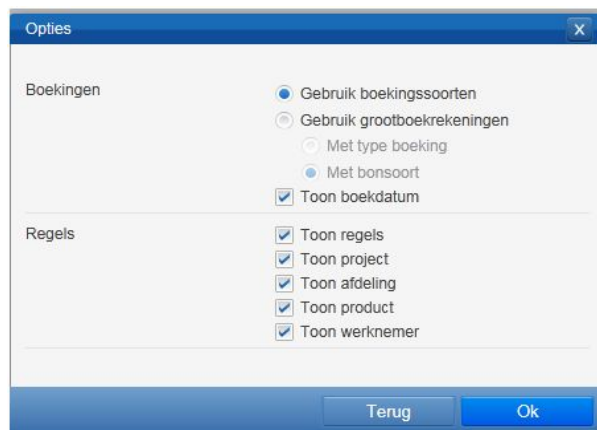 Opties X
Boekingen Gebruik boekingssoorten
Gebruik grootboekrekeningen
Met type boeking
Met bonsoort
Toon boekdatum
Regels Toon regels
Toon project
Toon afdeling
Toon product
Toon werknemer
Terug Ok